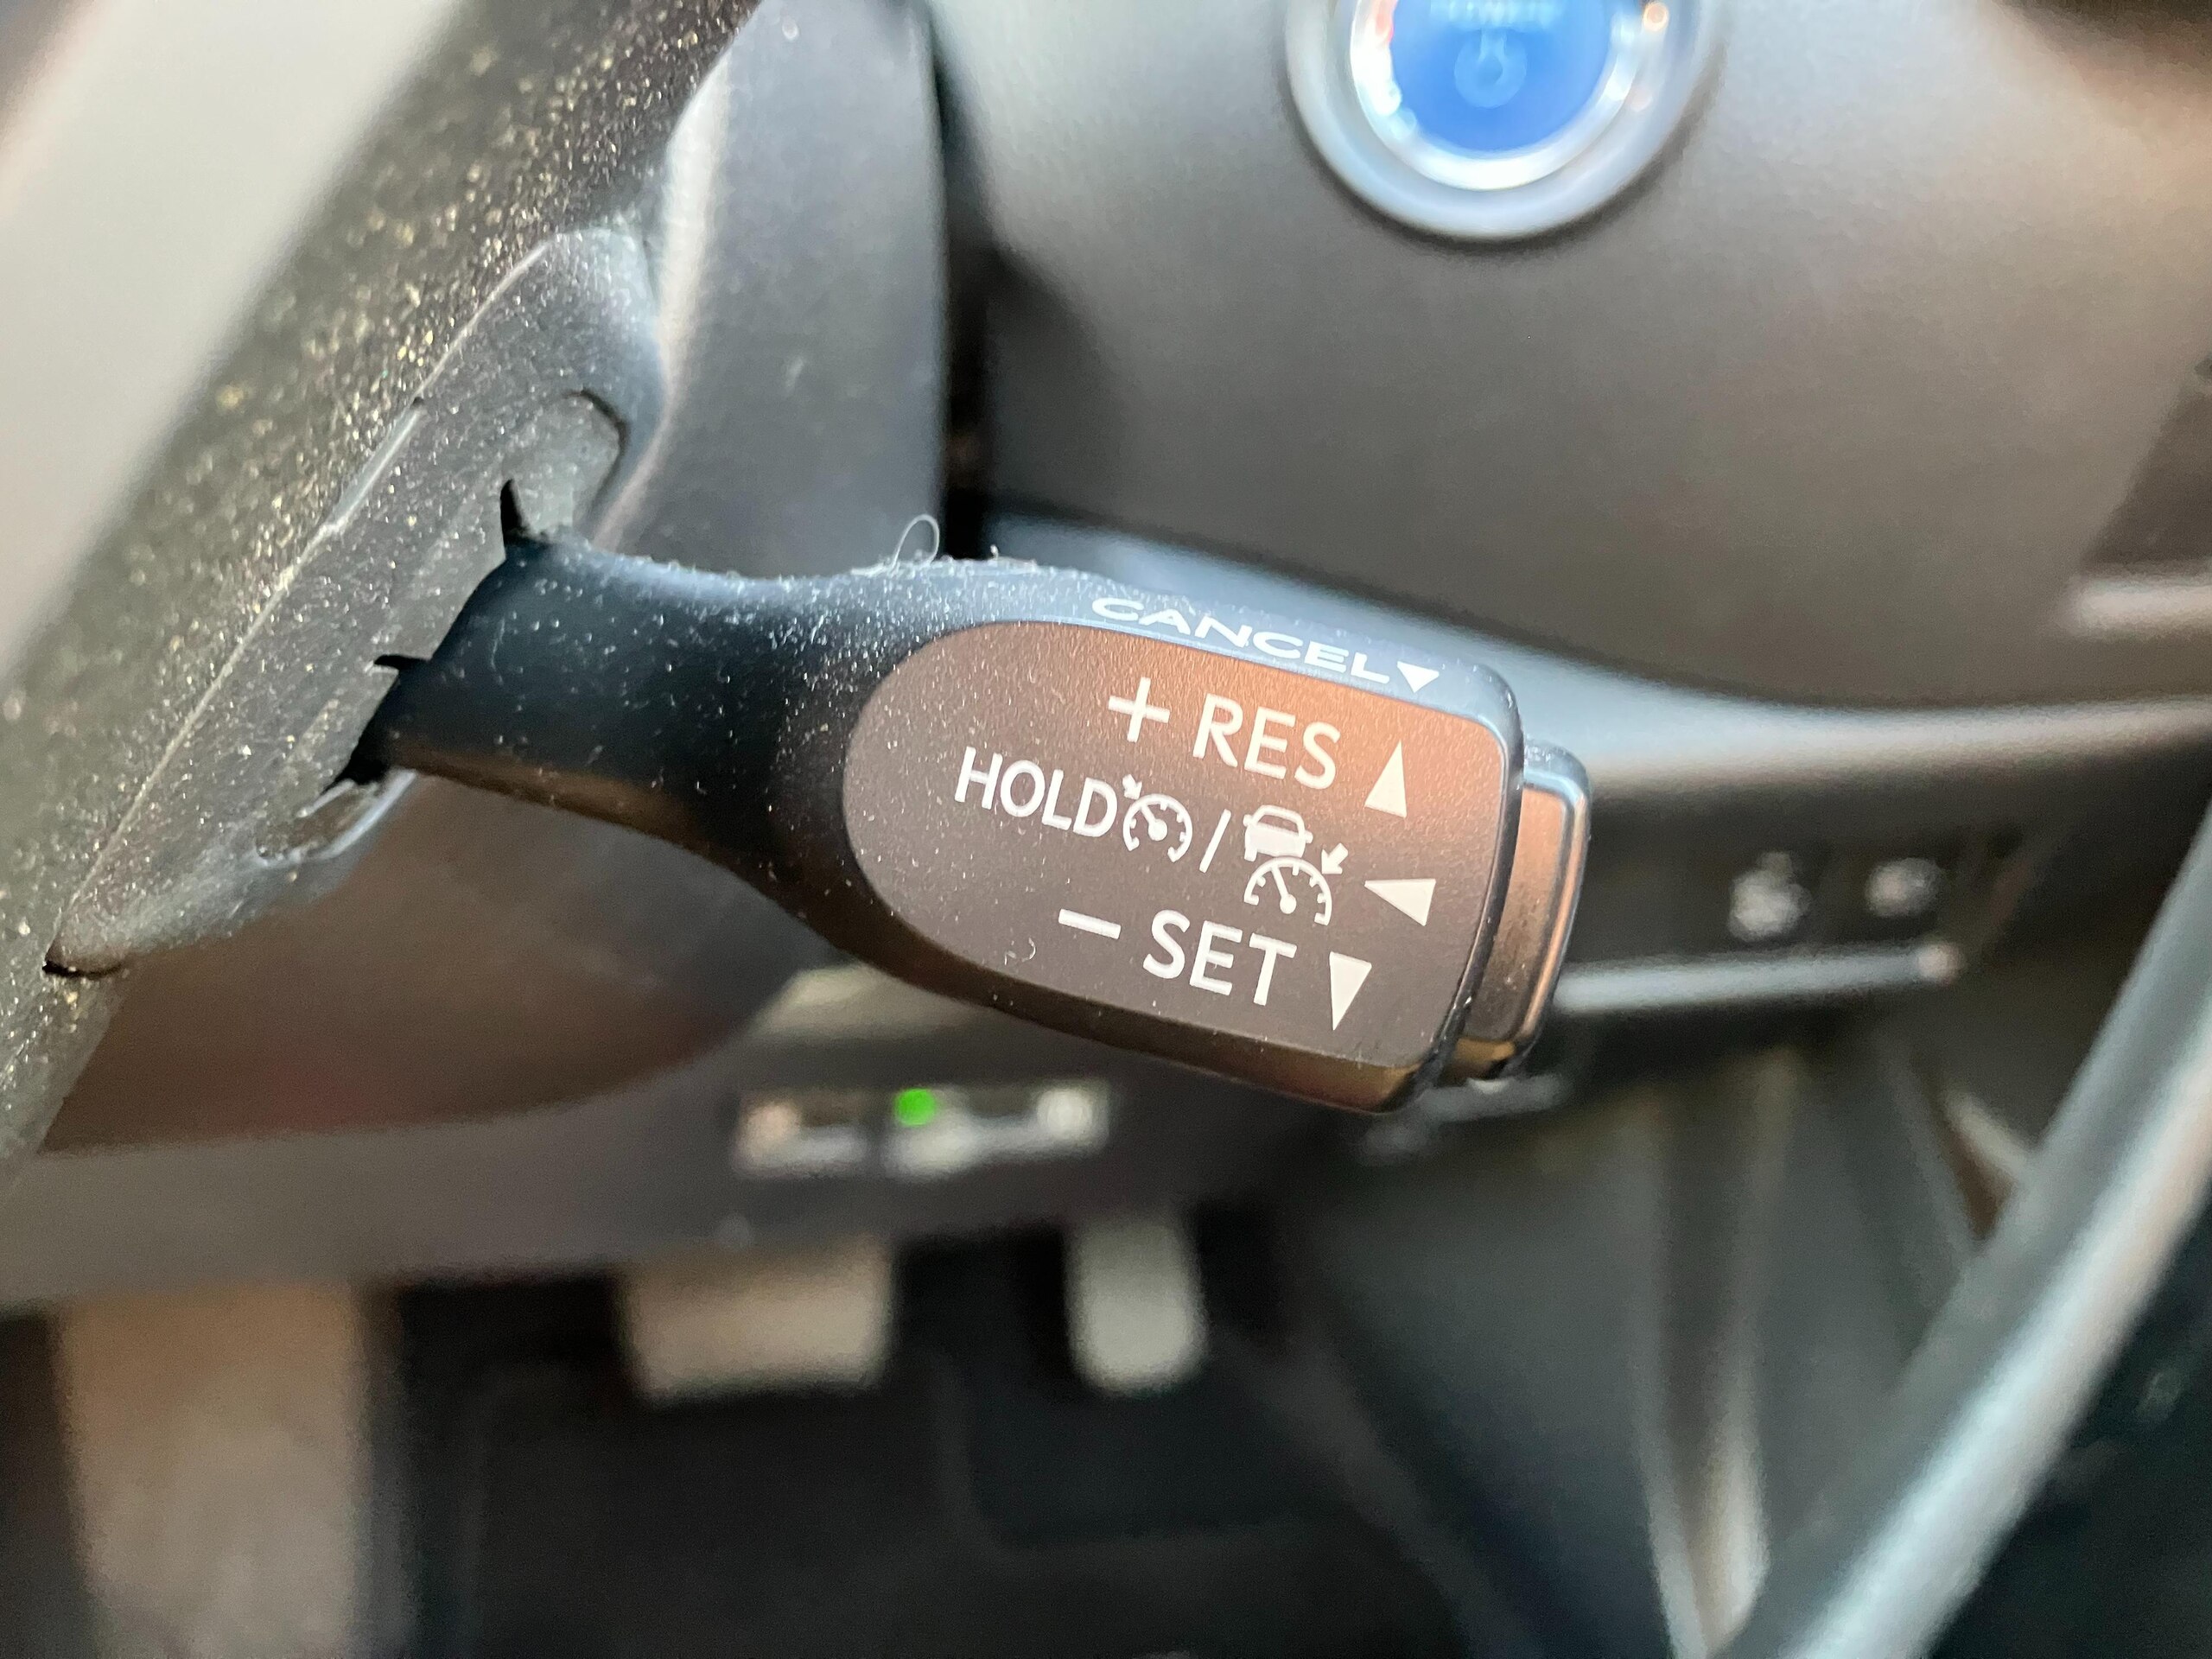 CANCEL
+ RES
HOLD /
− SET